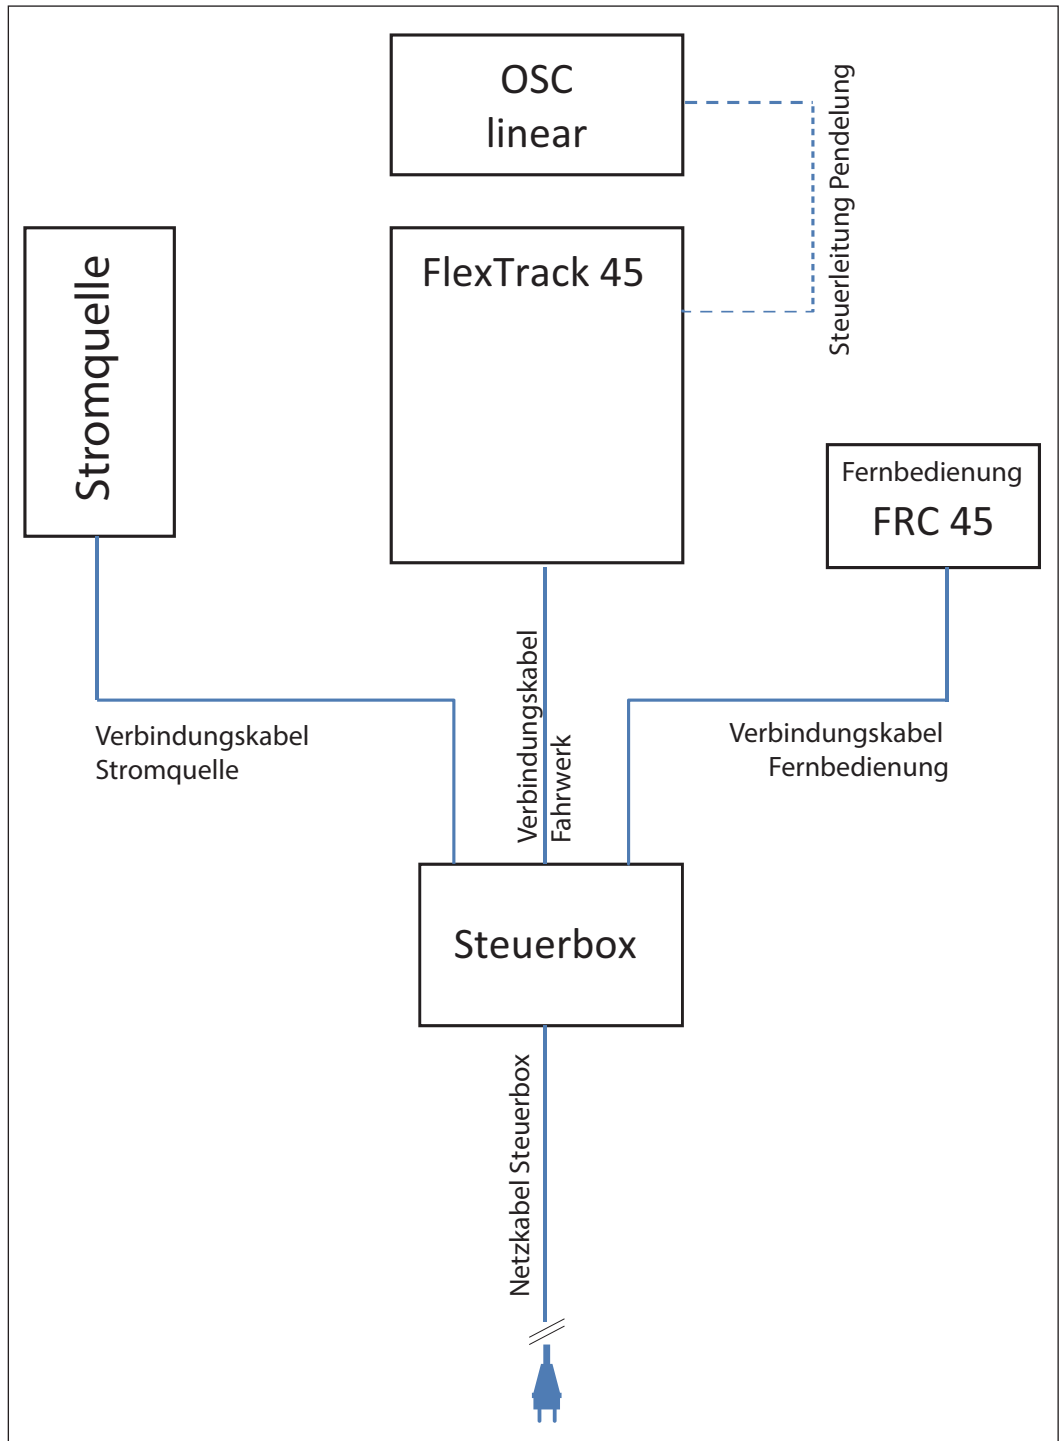 OSC
linear
Steuerleitung Pendelung
Stromquelle
FlexTrack 45
Fernbedienung
FRC 45
Verbindungskabel
Stromquelle
Verbindungskabel
Fahrwerk
Verbindungskabel
Fernbedienung
Steuerbox
Netzkabel Steuerbox